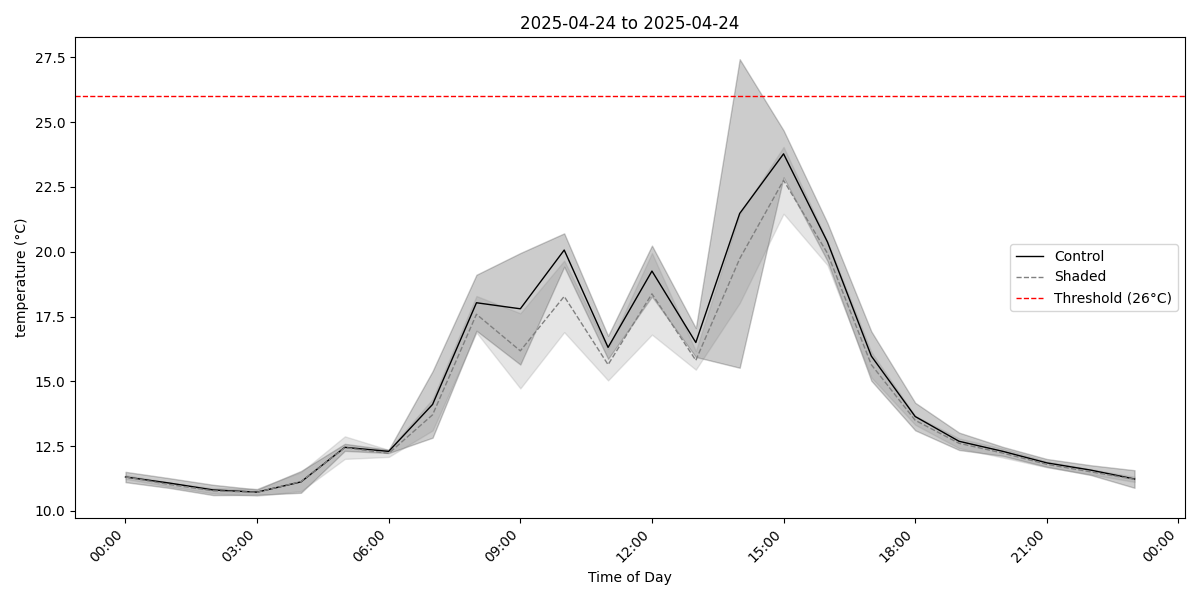 2025-04-24 to 2025-04-24
temperature (°C)
27.5
25.0
22.5
20.0
17.5
15.0
12.5
10.0
Control
Shaded
Threshold (26°C)
00:00
03:00
06:00
09:00
12:00
15:00
18:00
21:00
00:00
Time of Day